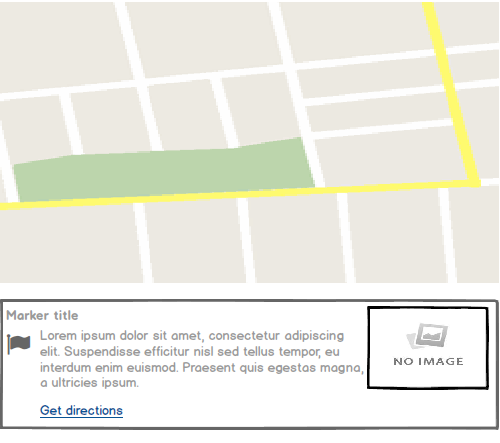 Marker title
Lorem ipsum dolor sit amet, consectetur adipiscing
elit. Suspendisse efficitur nisl sed tellus tempor, eu
interdum enim euismod. Praesent quis egestas magna,
a ultricies ipsum.
NO IMAGE
Get directions